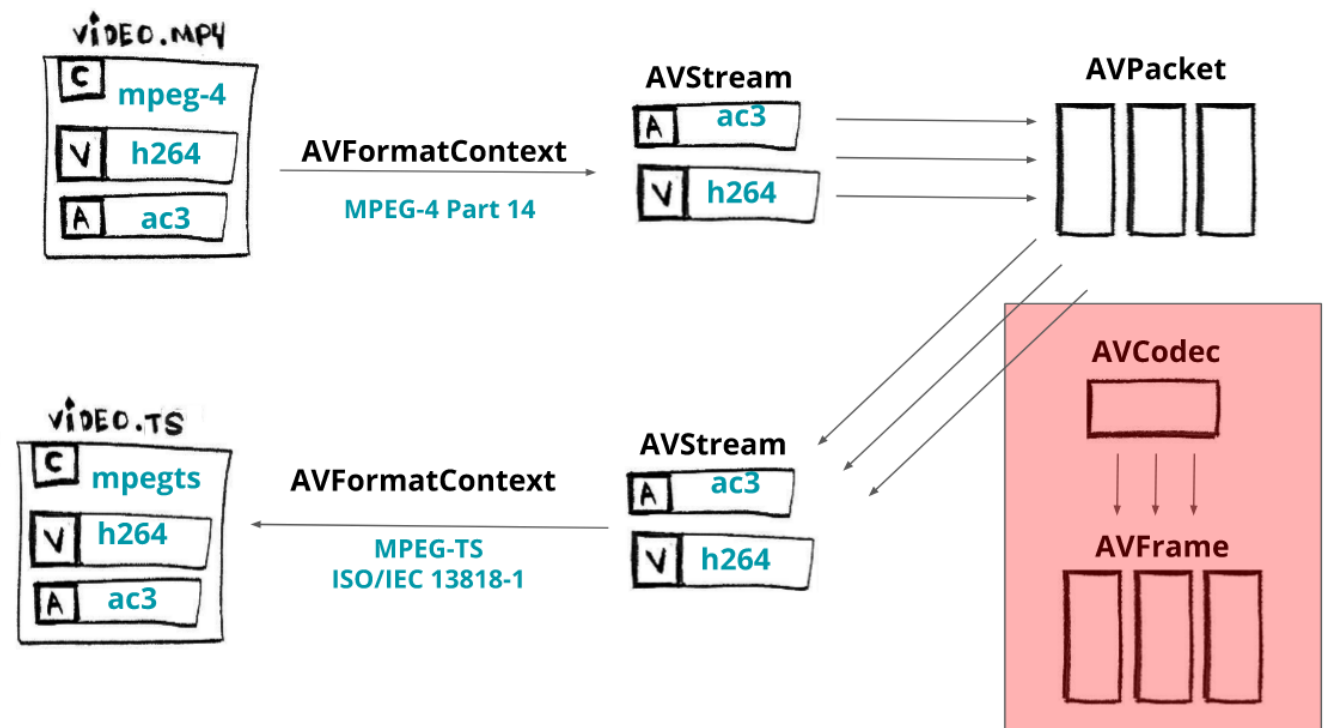 VIDEO.MP4
C
mpeg-4
V
h264
A
ac3
AVFormatContext
MPEG-4 Part 14
AVStream
A
ac3
V
h264
AVPacket
AVCodec
AVFrame
AVStream
A
ac3
V
h264
AVFormatContext
MPEG-TS
ISO/IEC 13818-1
VIDEO.TS
C
mpegts
V
h264
A
ac3